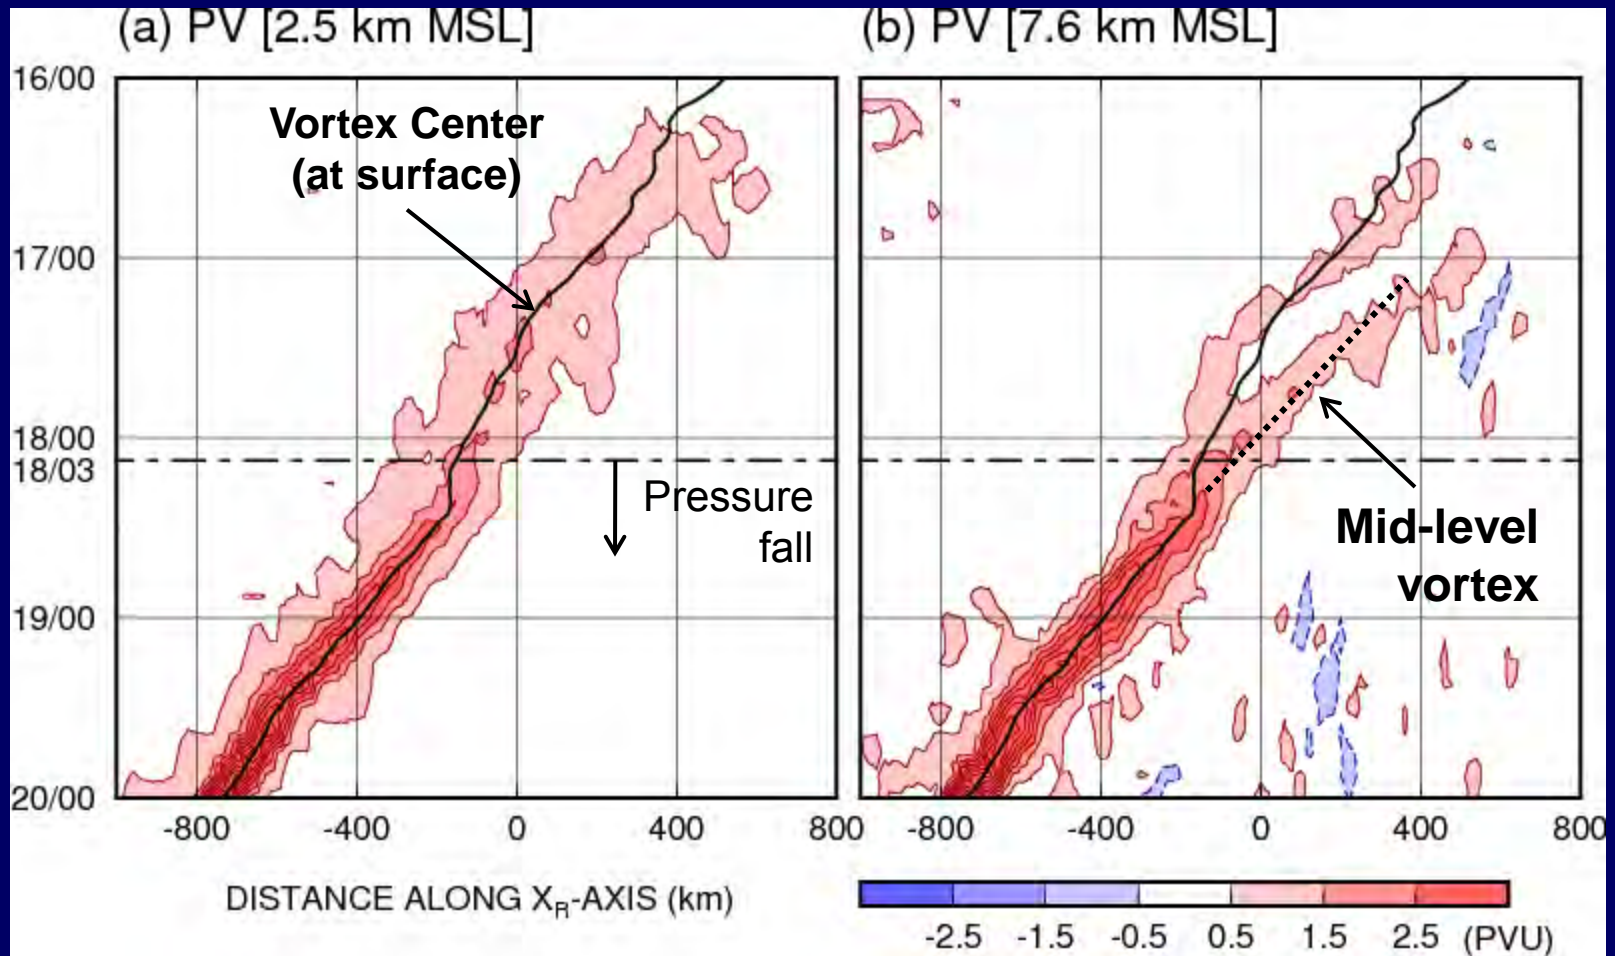 (a) PV [2.5 km MSL]
(b) PV [7.6 km MSL]
16/00
17/00
18/00
18/03
19/00
20/00
Vortex Center
(at surface)
Pressure
fall
Mid-level
vortex
-800 -400 0 400 800
-800 -400 0 400 800
DISTANCE ALONG X_R-AXIS (km)
-2.5 -1.5 -0.5 0.5 1.5 2.5 (PVU)